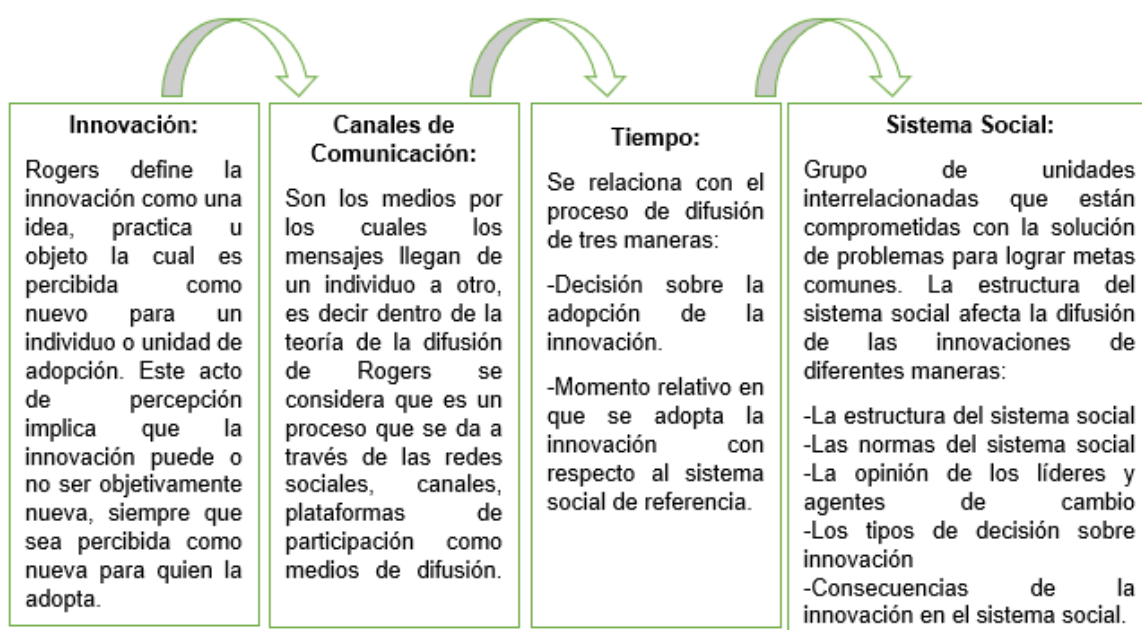 Innovación:
Rogers define la
innovación como una
idea, practica u
objeto la cual es
percibida como
nuevo para un
individuo o unidad de
adopción. Este acto
de percepción
implica que la
innovación puede o
no ser objetivamente
nueva, siempre que
sea percibida como
nueva para quien la
adopta.
Canales de
Comunicación:
Son los medios por
los cuales los
mensajes llegan de
un individuo a otro,
es decir dentro de la
teoría de la difusión
de Rogers se
considera que es un
proceso que se da a
través de las redes
sociales, canales,
plataformas de
participación como
medios de difusión.
Tiempo:
Se relaciona con el
proceso de difusión
de tres maneras:
-Decisión sobre la
adopción de la
innovación.
-Momento relativo en
que se adopta la
innovación con
respecto al sistema
social de referencia.
Sistema Social:
Grupo de unidades
interrelacionadas que están
comprometidas con la solución
de problemas para lograr metas
comunes. La estructura del
sistema social afecta la difusión
de las innovaciones de
diferentes maneras:
-La estructura del sistema social
-Las normas del sistema social
-La opinión de los líderes y
agentes de cambio
-Los tipos de decisión sobre
innovación
-Consecuencias de la
innovación en el sistema social.